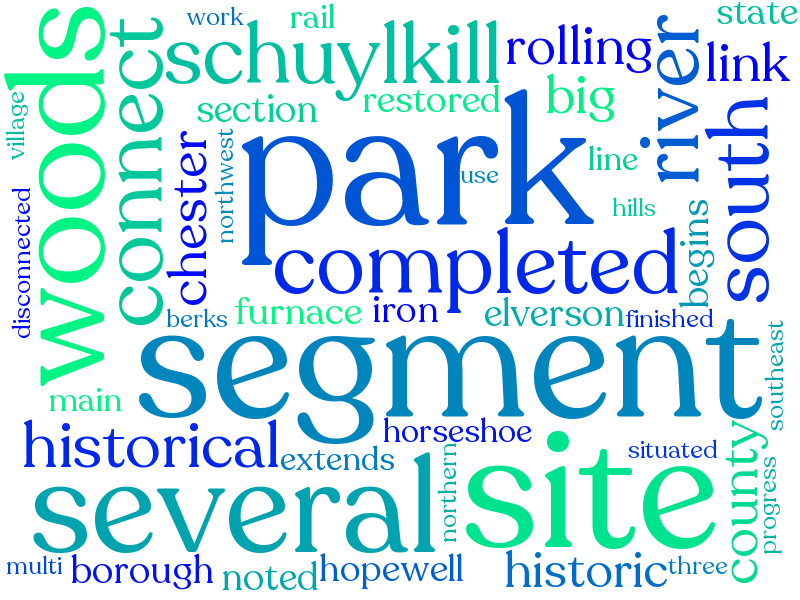 work
rail
state
woods
connect
schuylkill
rolling
river
link
section
restored
big
village
northwest
chester
park
use
line
south
hills
disconnected
completed
begins
berks
furnace
iron
elverson
finished
segment
southeast
main
historical
horseshoe
extends
situated
northern
site
county
progress
several
multi
borough
noted
hopewell
historic
three